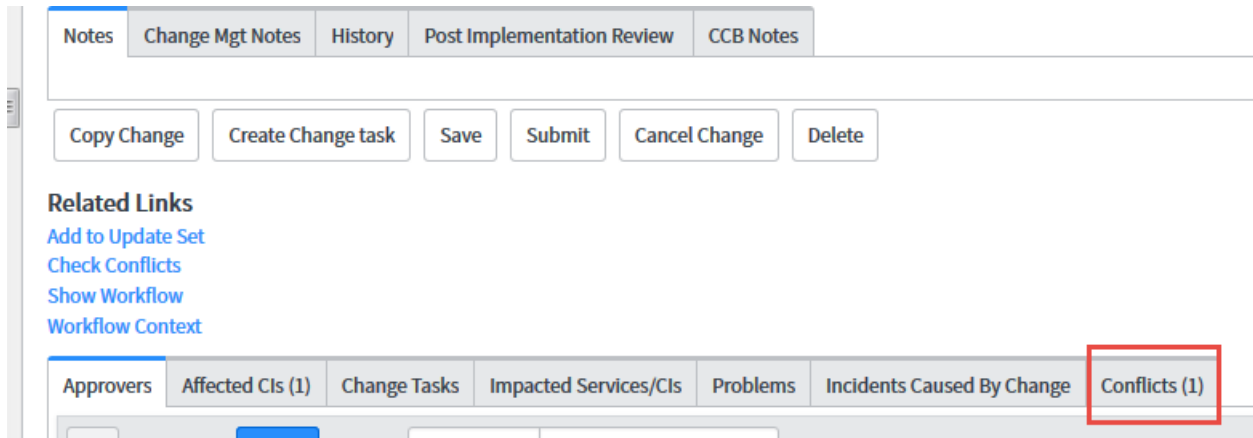 Notes Change Mgt Notes History Post Implementation Review CCB Notes
Copy Change Create Change task Save Submit Cancel Change Delete
Related Links
Add to Update Set
Check Conflicts
Show Workflow
Workflow Context
Approvers Affected CIs (1) Change Tasks Impacted Services/CIs Problems Incidents Caused By Change Conflicts (1)